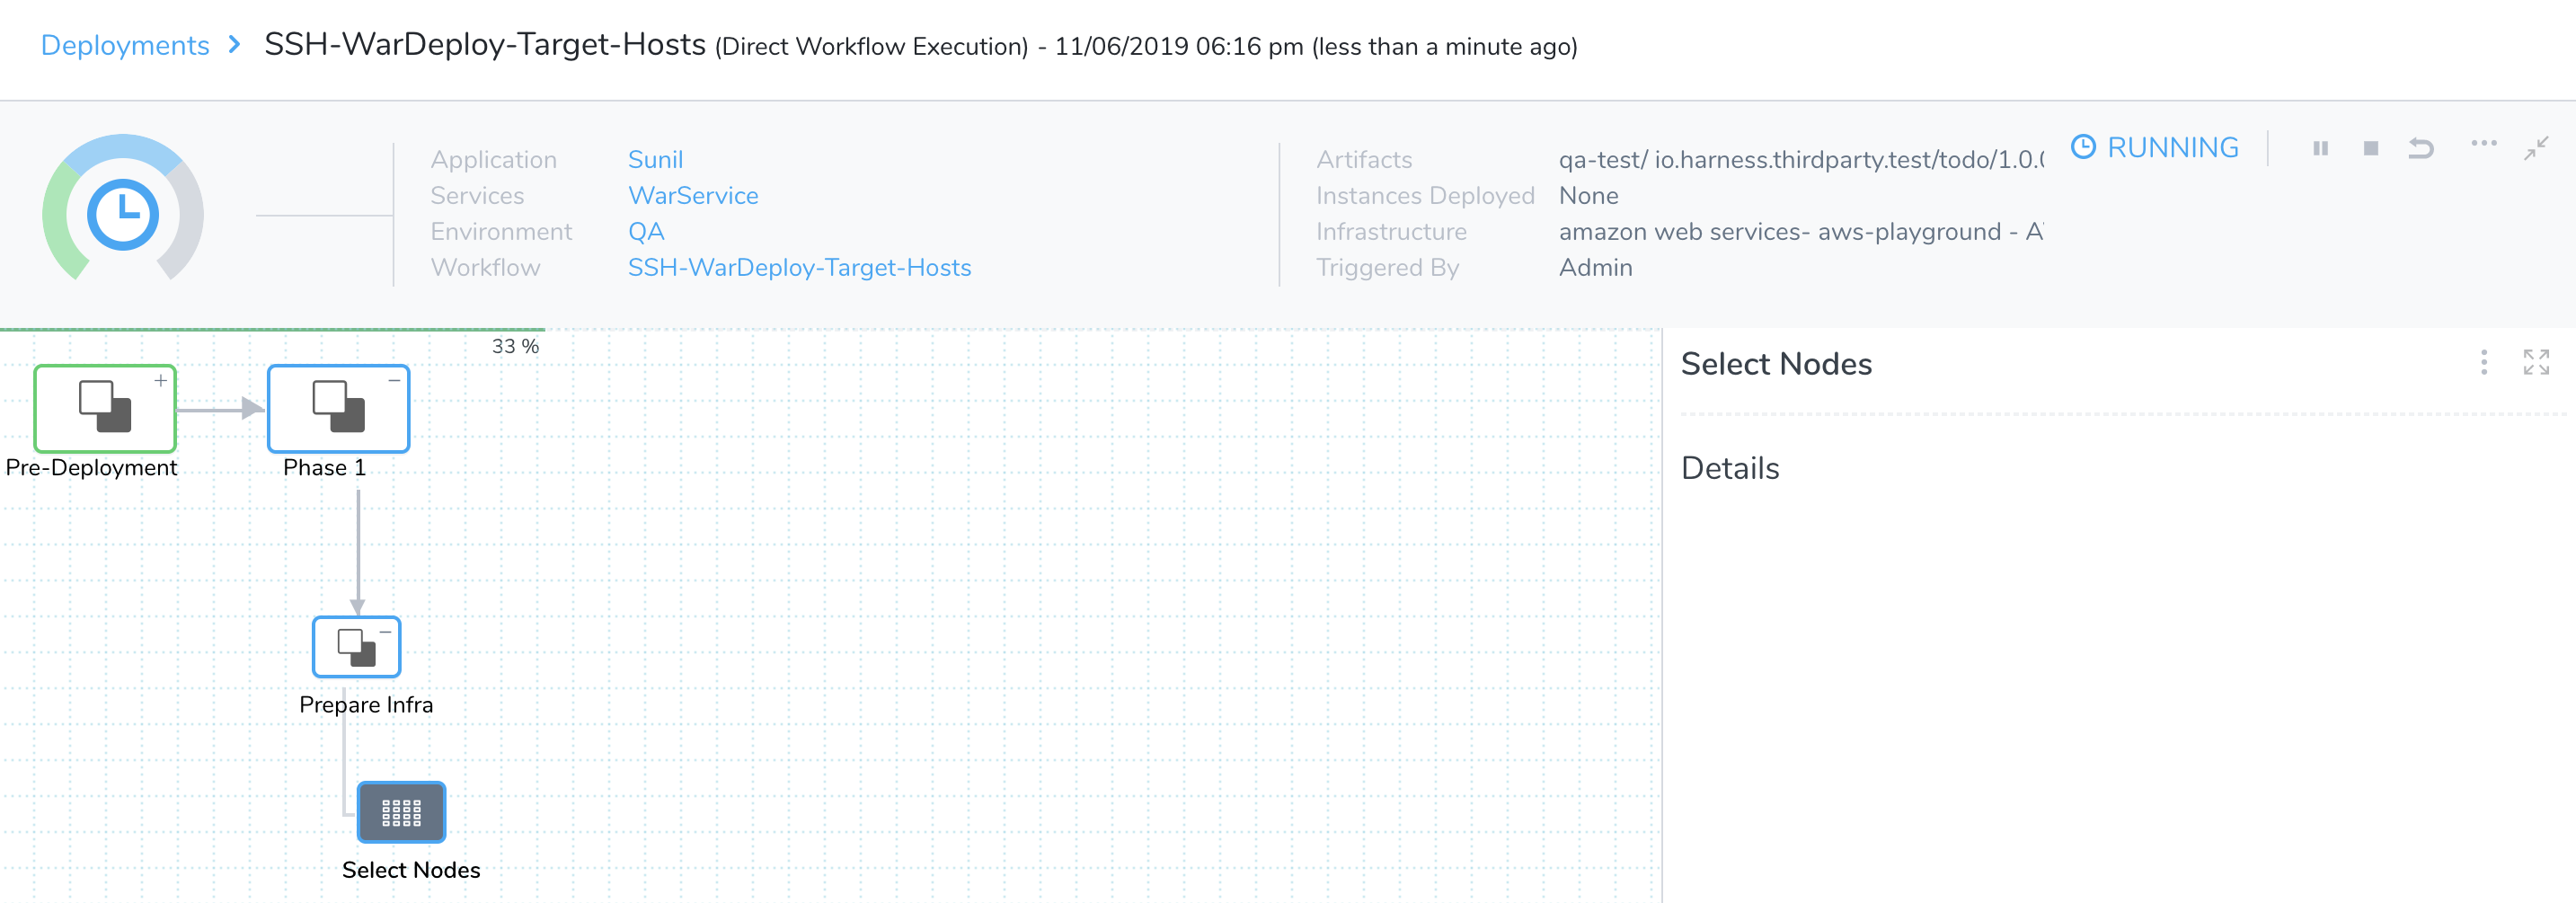 Deployments > SSH-WarDeploy-Target-Hosts (Direct Workflow Execution) - 11/06/2019 06:16 pm (less than a minute ago)
Application Sunil
Services WarService
Environment QA
Workflow SSH-WarDeploy-Target-Hosts
Artifacts qa-test/ io.harness.thirdparty.test/todo/1.0.
Instances Deployed None
Infrastructure amazon web services- aws-playground -
Triggered By Admin
RUNNING
33 %
Pre-Deployment
Phase 1
Prepare Infra
Select Nodes
Select Nodes
Details